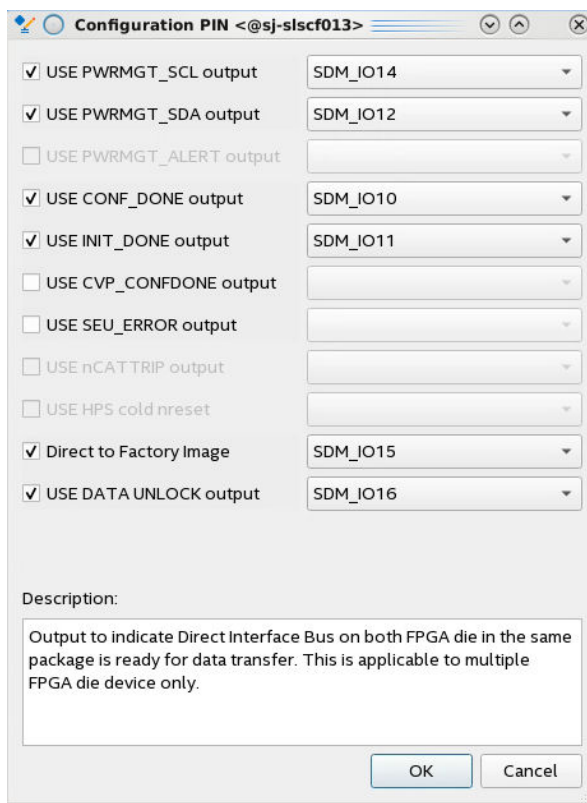 Configuration PIN <@sj-slscf013>
USE PWRMGT_SCL output SDM_IO14
USE PWRMGT_SDA output SDM_IO12
USE PWRMGT_ALERT output
USE CONF_DONE output SDM_IO10
USE INIT_DONE output SDM_IO11
USE CVP_CONFDONE output
USE SEU_ERROR output
USE nCATTRIP output
USE HPS cold nreset
Direct to Factory Image SDM_IO15
USE DATA UNLOCK output SDM_IO16
Description:
Output to indicate Direct Interface Bus on both FPGA die in the same
package is ready for data transfer. This is applicable to multiple
FPGA die device only.
OK Cancel